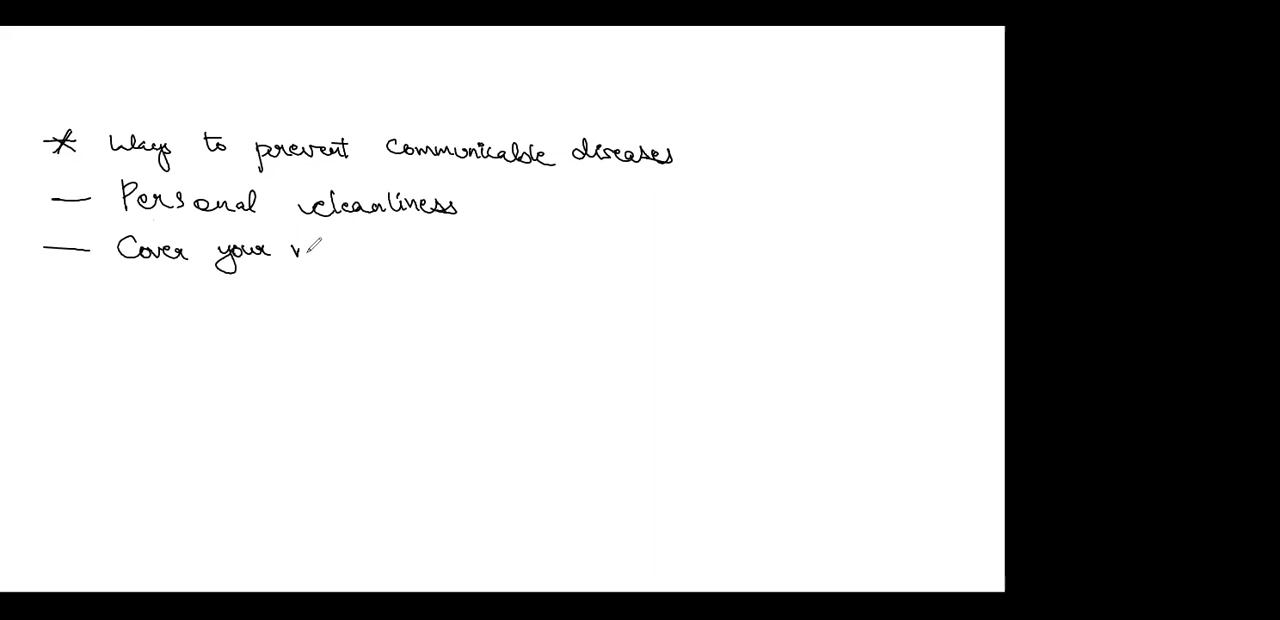 * Ways to prevent communicable diseases
— Personal cleanliness
— Cover your